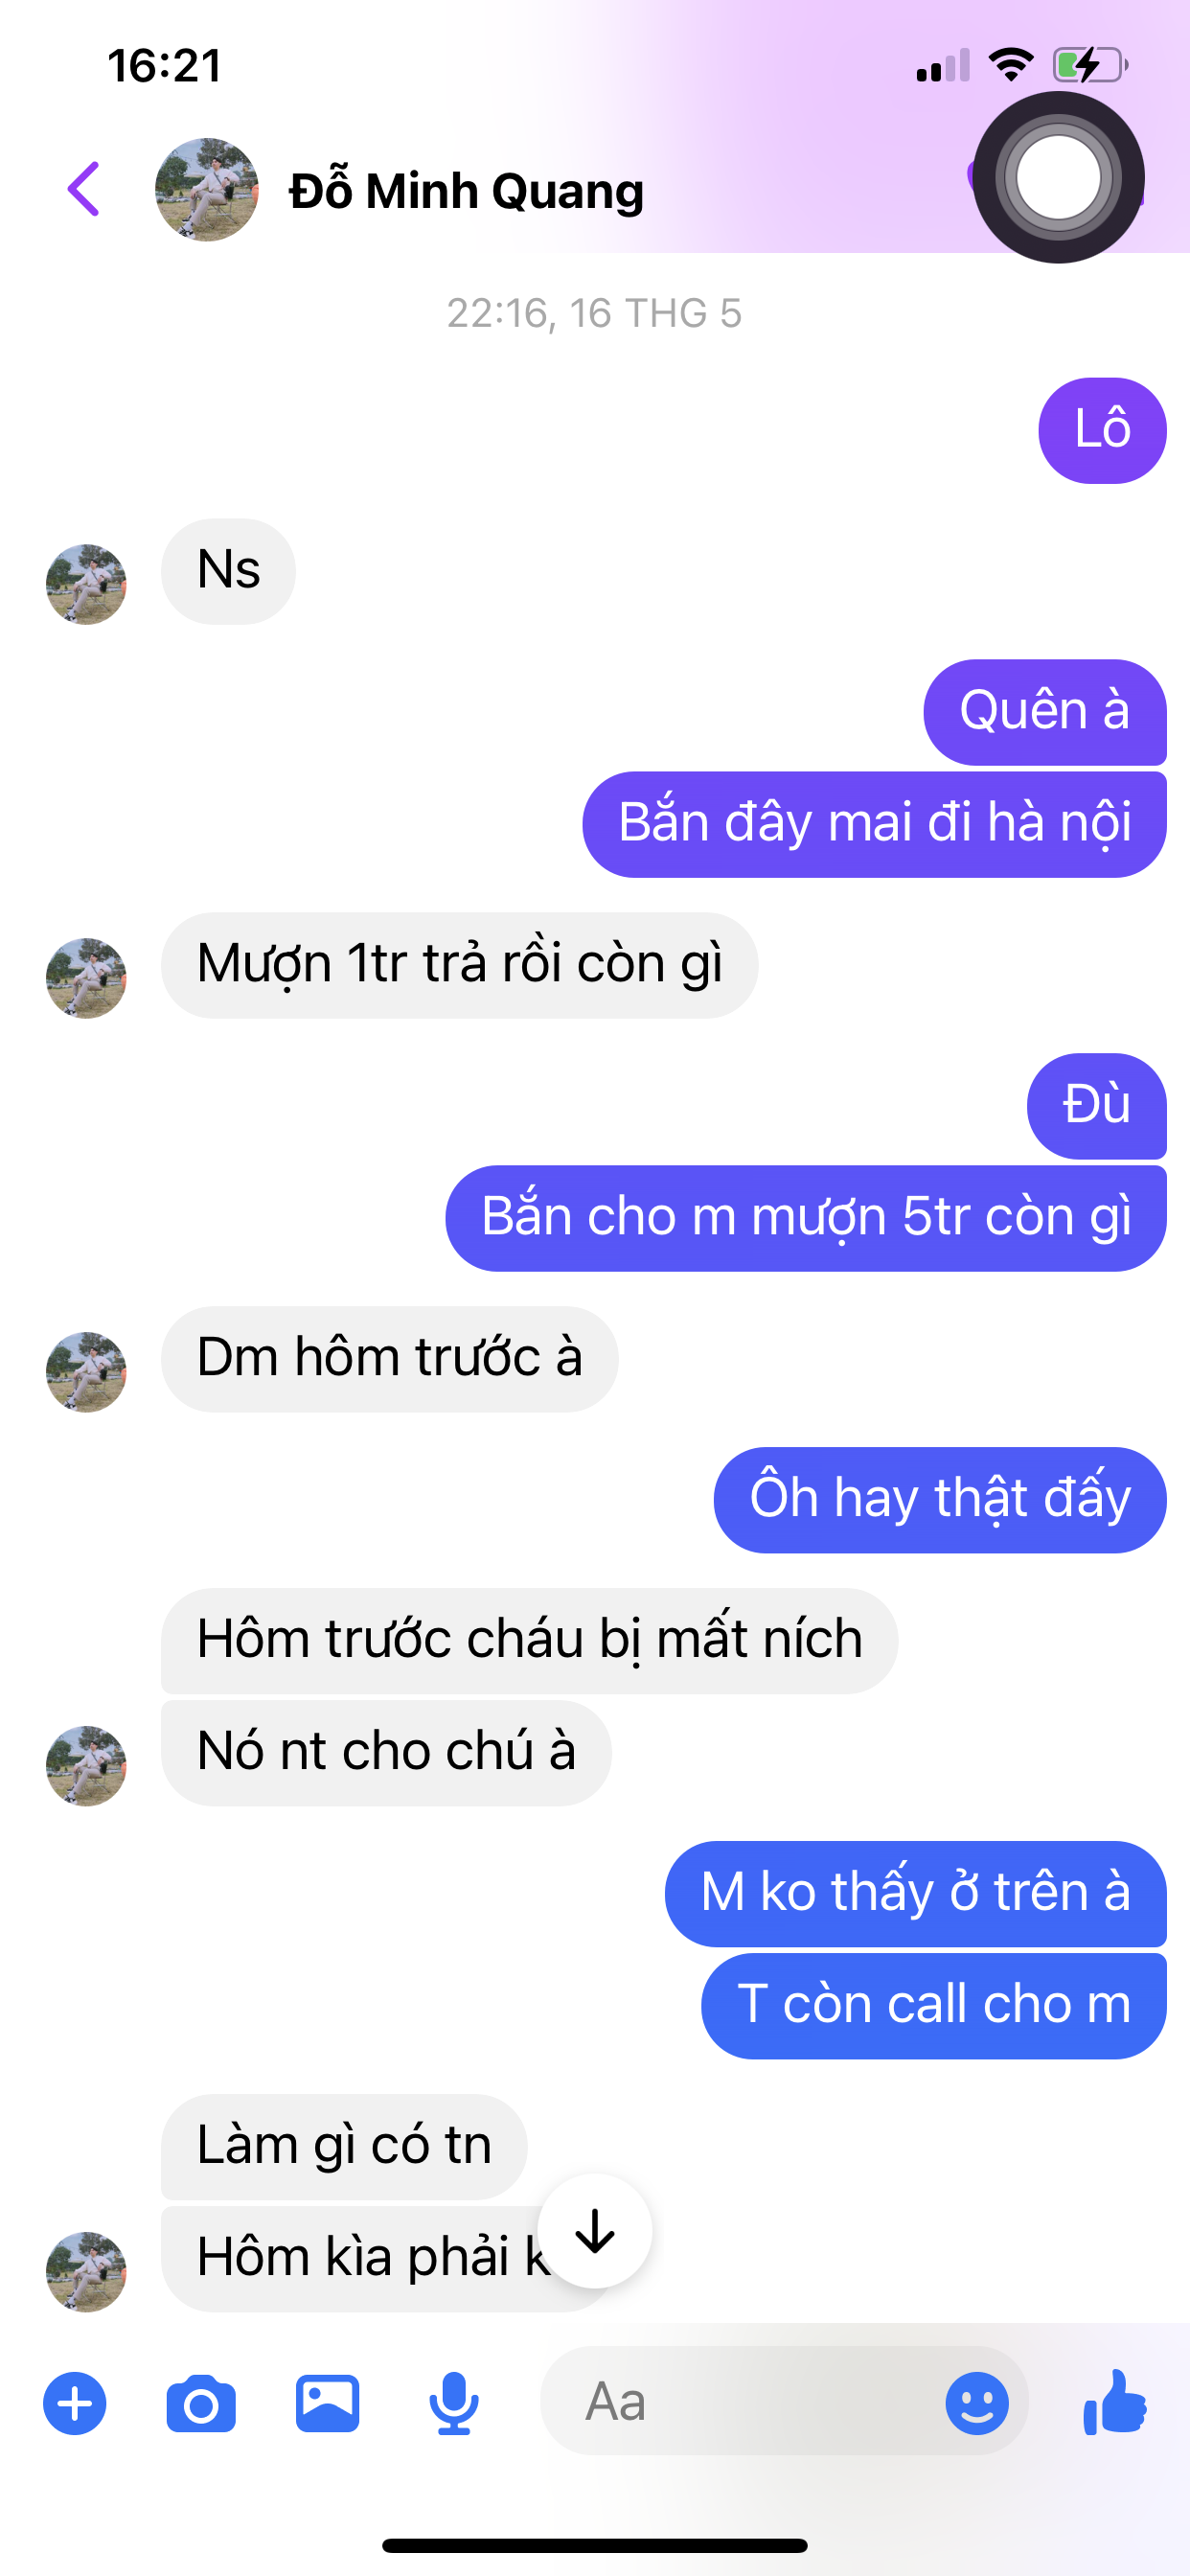 16:21
Đỗ Minh Quang
22:16, 16 THG 5
Lô
Ns
Quên à
Bắn đây mai đi hà nội
Mượn 1tr trả rồi còn gì
Đù
Bắn cho m mượn 5tr còn gì
Dm hôm trước à
Ôh hay thật đấy
Hôm trước cháu bị mất ních
Nó nt cho chú à
M ko thấy ở trên à
T còn call cho m
Làm gì có tn
Hôm kìa phải
Aa